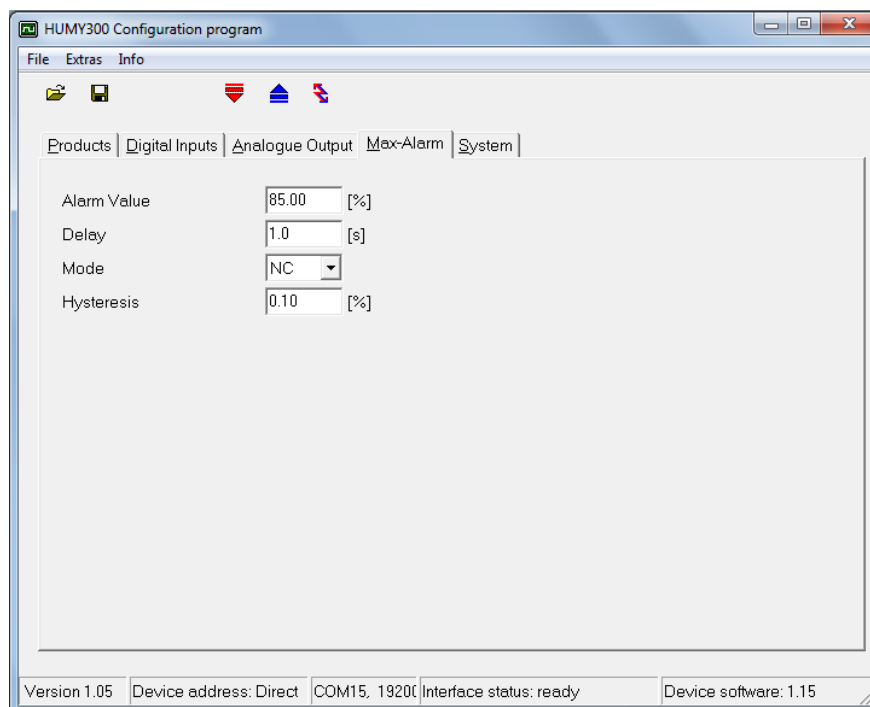 HUMY300 Configuration program
File Extras Info
Products Digital Inputs Analogue Output Max-Alarm System
Alarm Value 85.00 [%]
Delay 1.0 [s]
Mode NC
Hysteresis 0.10 [%]
Version 1.05 Device address: Direct COM15, 1920 Interface status: ready Device software: 1.15